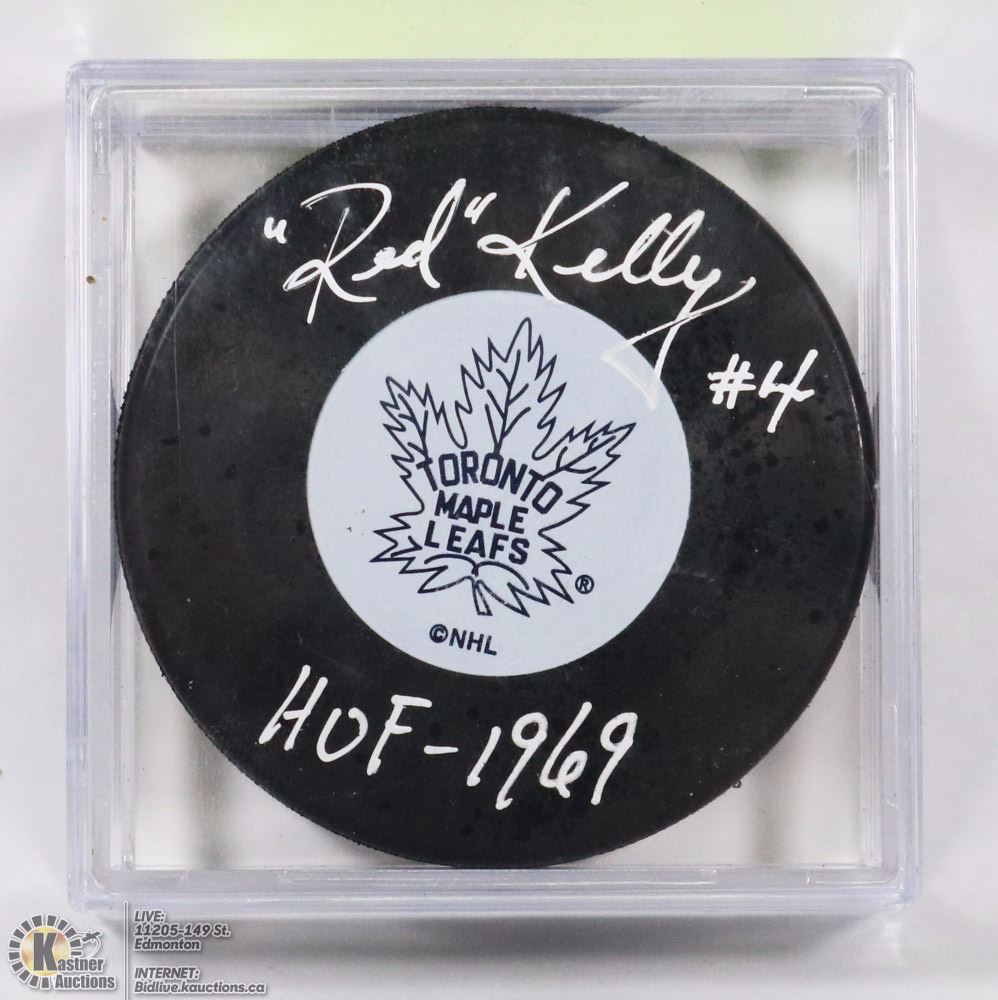 "Red" Kelly
#4
TORONTO
MAPLE
LEAFS
®
©NHL
HOF-1969
Kastner
Auctions
LIVE:
11205-149 St.
Edmonton
INTERNET:
Bidlive.kauctions.ca